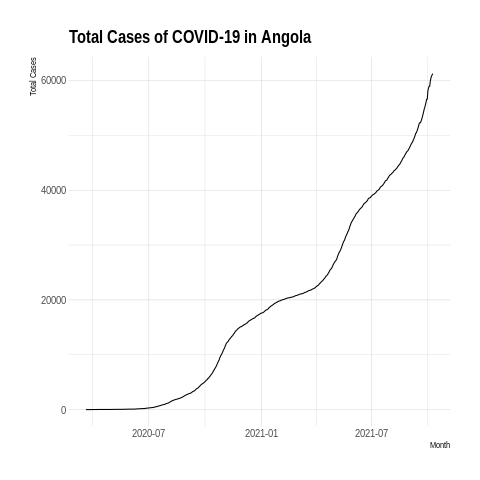 Total Cases of COVID-19 in Angola
Total Cases
60000
40000
20000
0
2020-07
2021-01
2021-07
Month